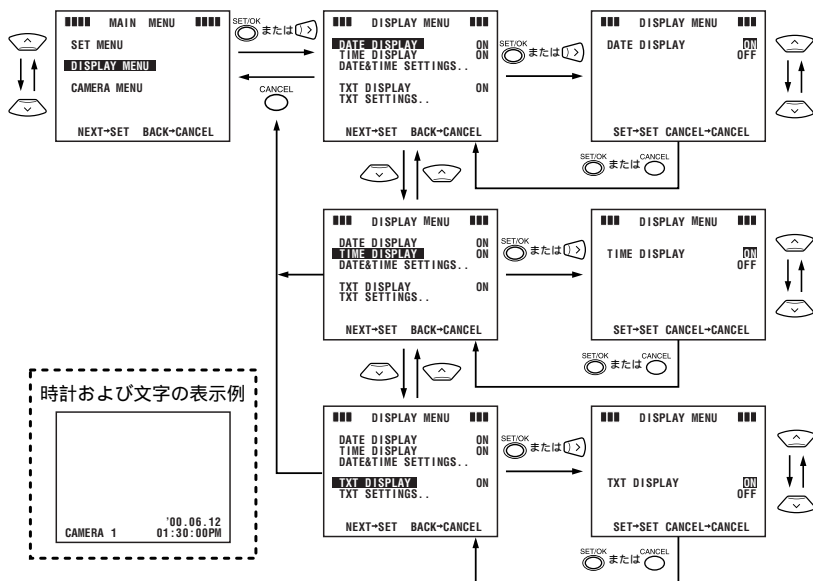 MAIN MENU
SET MENU
DISPLAY MENU
CAMERA MENU
NEXT→SET BACK→CANCEL
SET/OK
または
CANCEL
DISPLAY MENU
DATE DISPLAY ON
TIME DISPLAY ON
DATE&TIME SETTINGS..
TXT DISPLAY ON
TXT SETTINGS..
NEXT→SET BACK→CANCEL
SET/OK
または
DISPLAY MENU
DATE DISPLAY ON
OFF
SET→SET CANCEL→CANCEL
SET/OK または CANCEL
DISPLAY MENU
DATE DISPLAY ON
TIME DISPLAY ON
DATE&TIME SETTINGS..
TXT DISPLAY ON
TXT SETTINGS..
NEXT→SET BACK→CANCEL
SET/OK
または
DISPLAY MENU
TIME DISPLAY ON
OFF
SET→SET CANCEL→CANCEL
SET/OK または CANCEL
時計および文字の表示例
'00.06.12
CAMERA 1 01:30:00PM
DISPLAY MENU
DATE DISPLAY ON
TIME DISPLAY ON
DATE&TIME SETTINGS..
TXT DISPLAY ON
TXT SETTINGS..
NEXT→SET BACK→CANCEL
SET/OK
または
DISPLAY MENU
TXT DISPLAY ON
OFF
SET→SET CANCEL→CANCEL
SET/OK または CANCEL